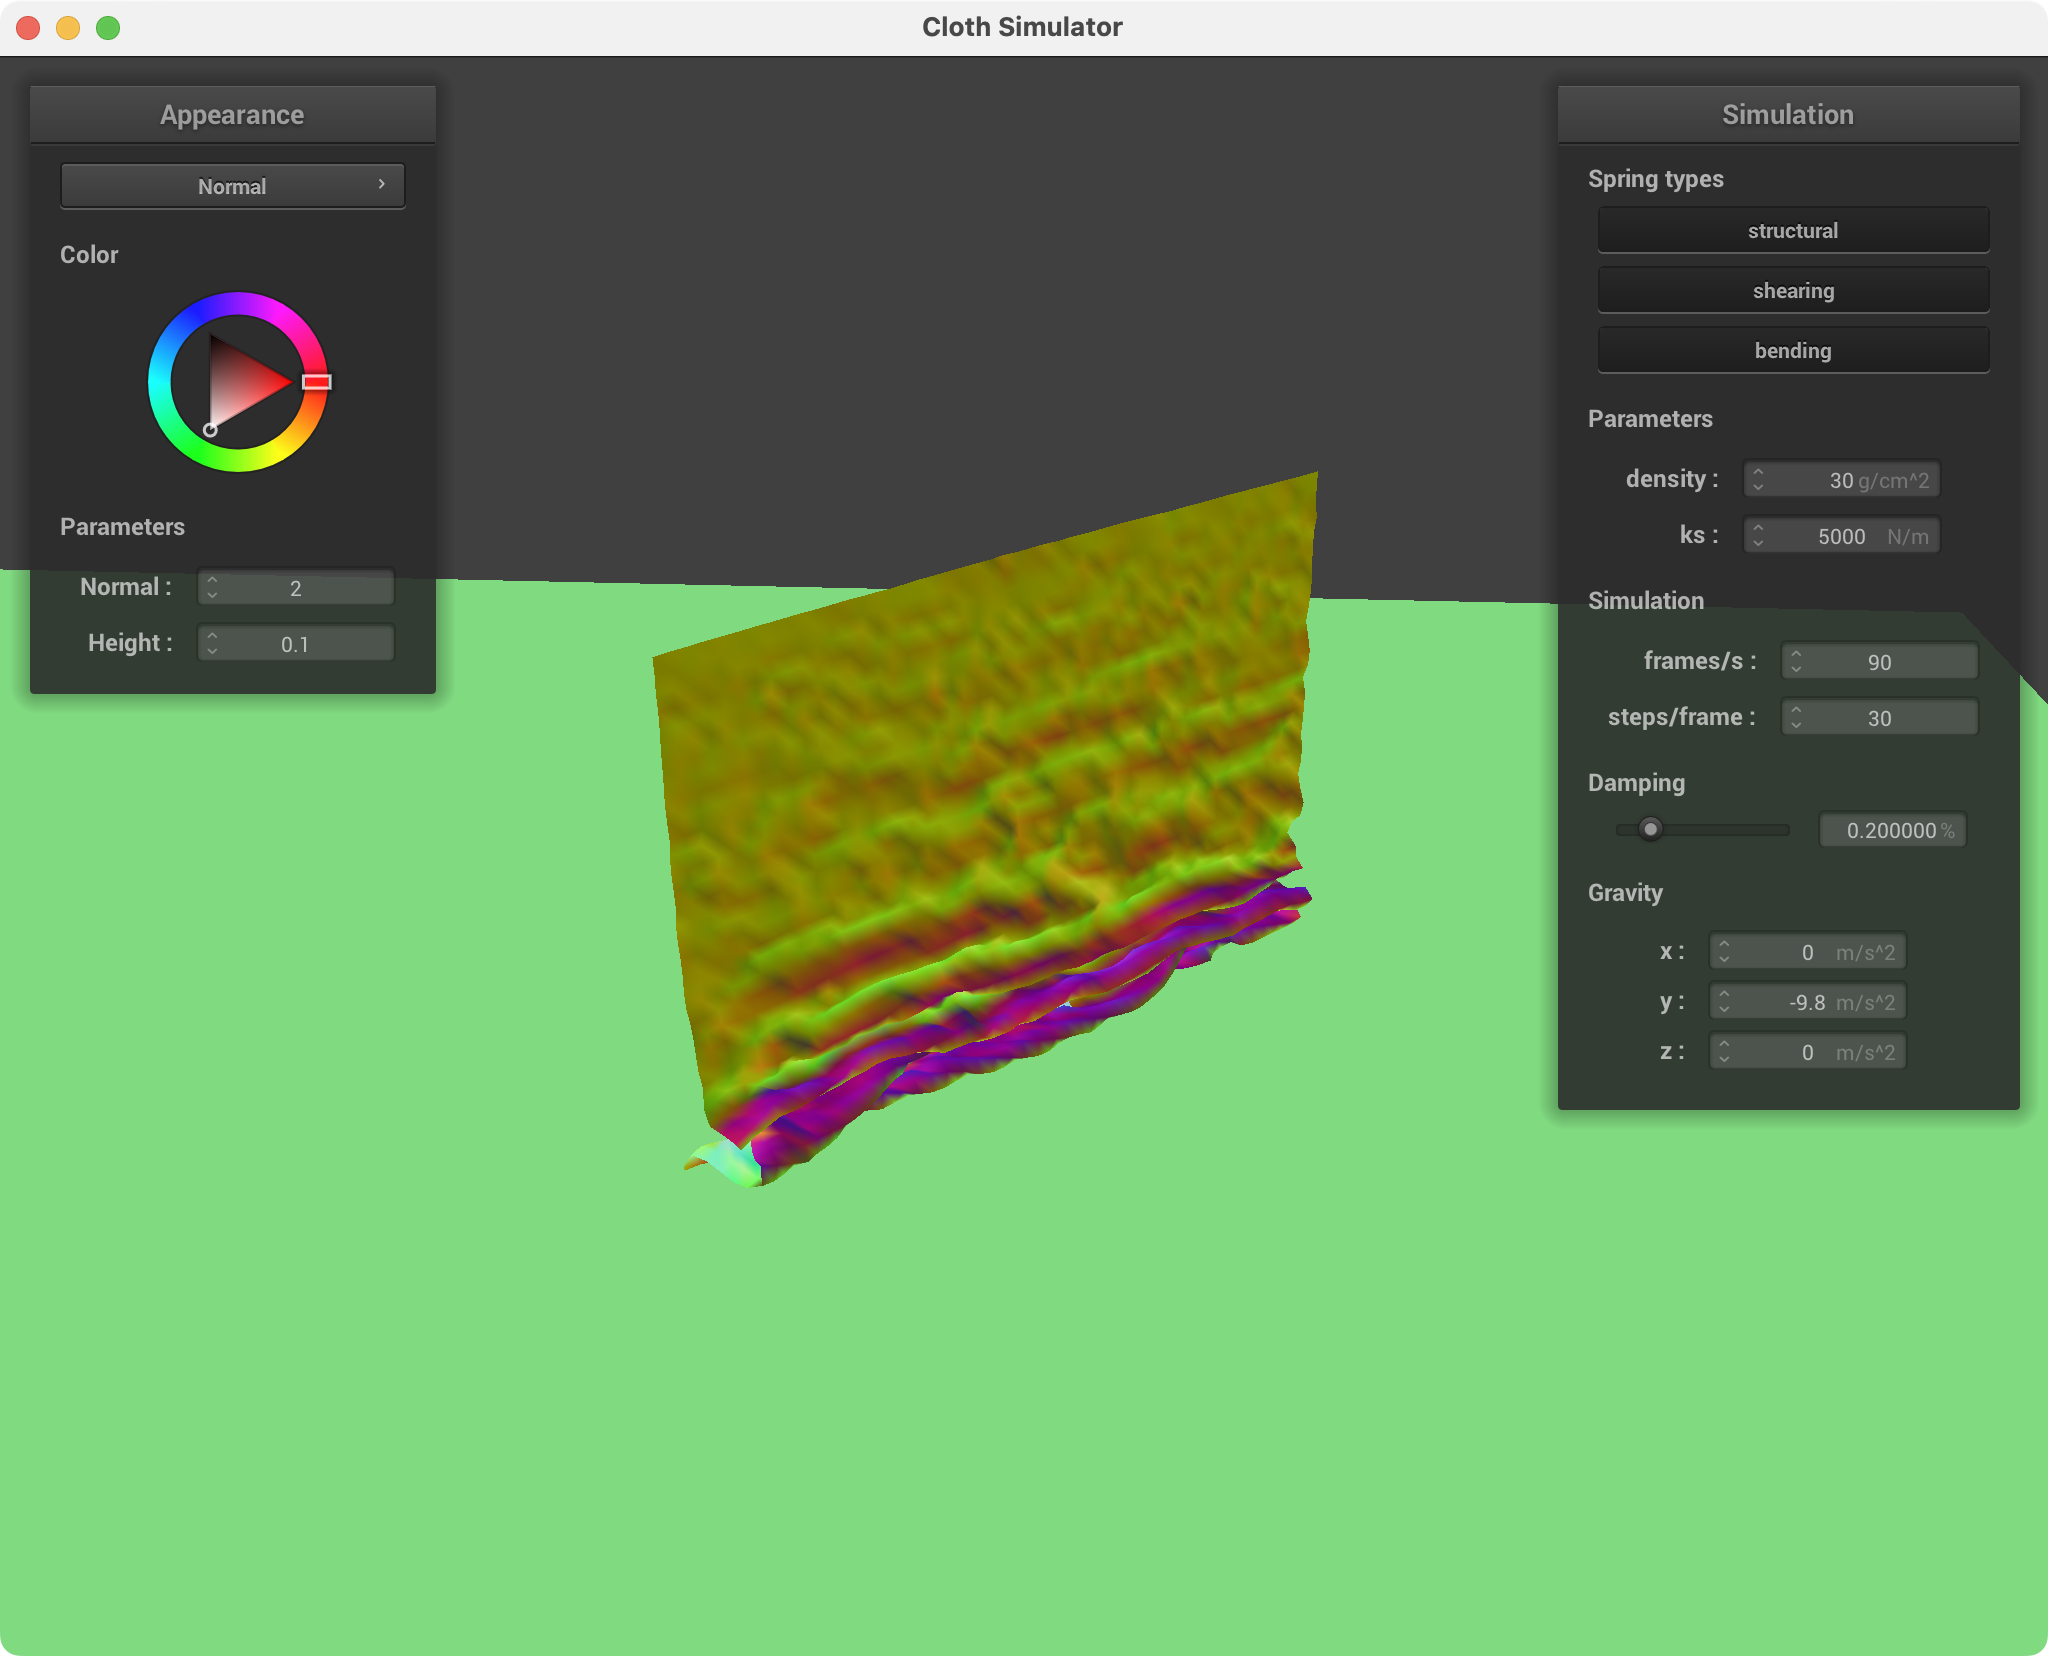 Cloth Simulator
Appearance
Normal
Color
Parameters
Normal : 2
Height : 0.1
Simulation
Spring types
structural
shearing
bending
Parameters
density : 30 g/cm^2
ks : 5000 N/m
Simulation
frames/s : 90
steps/frame : 30
Damping
0.200000 %
Gravity
x : 0 m/s^2
y : -9.8 m/s^2
z : 0 m/s^2